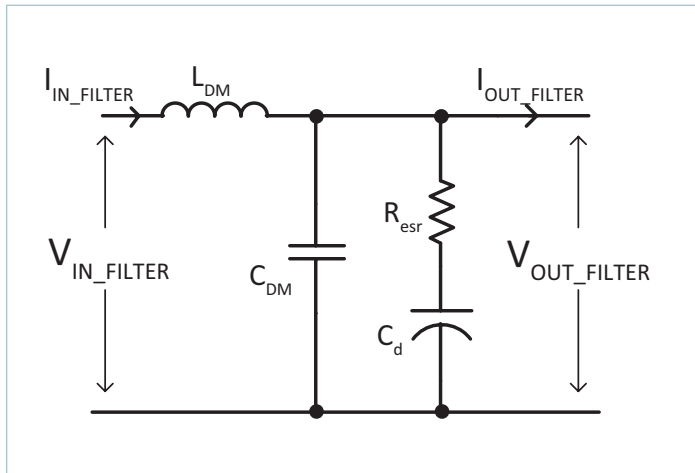 I_IN_FILTER
L_DM
I_OUT_FILTER
R_esr
V_IN_FILTER
C_DM
V_OUT_FILTER
C_d